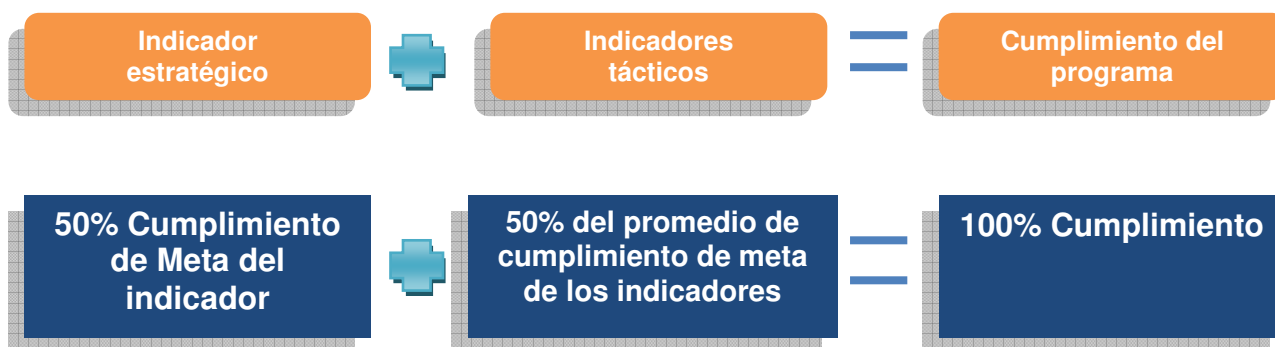 Indicador
estratégico
Indicadores
tácticos
Cumplimiento del
programa
50% Cumplimiento
de Meta del
indicador
50% del promedio de
cumplimiento de meta
de los indicadores
100% Cumplimiento